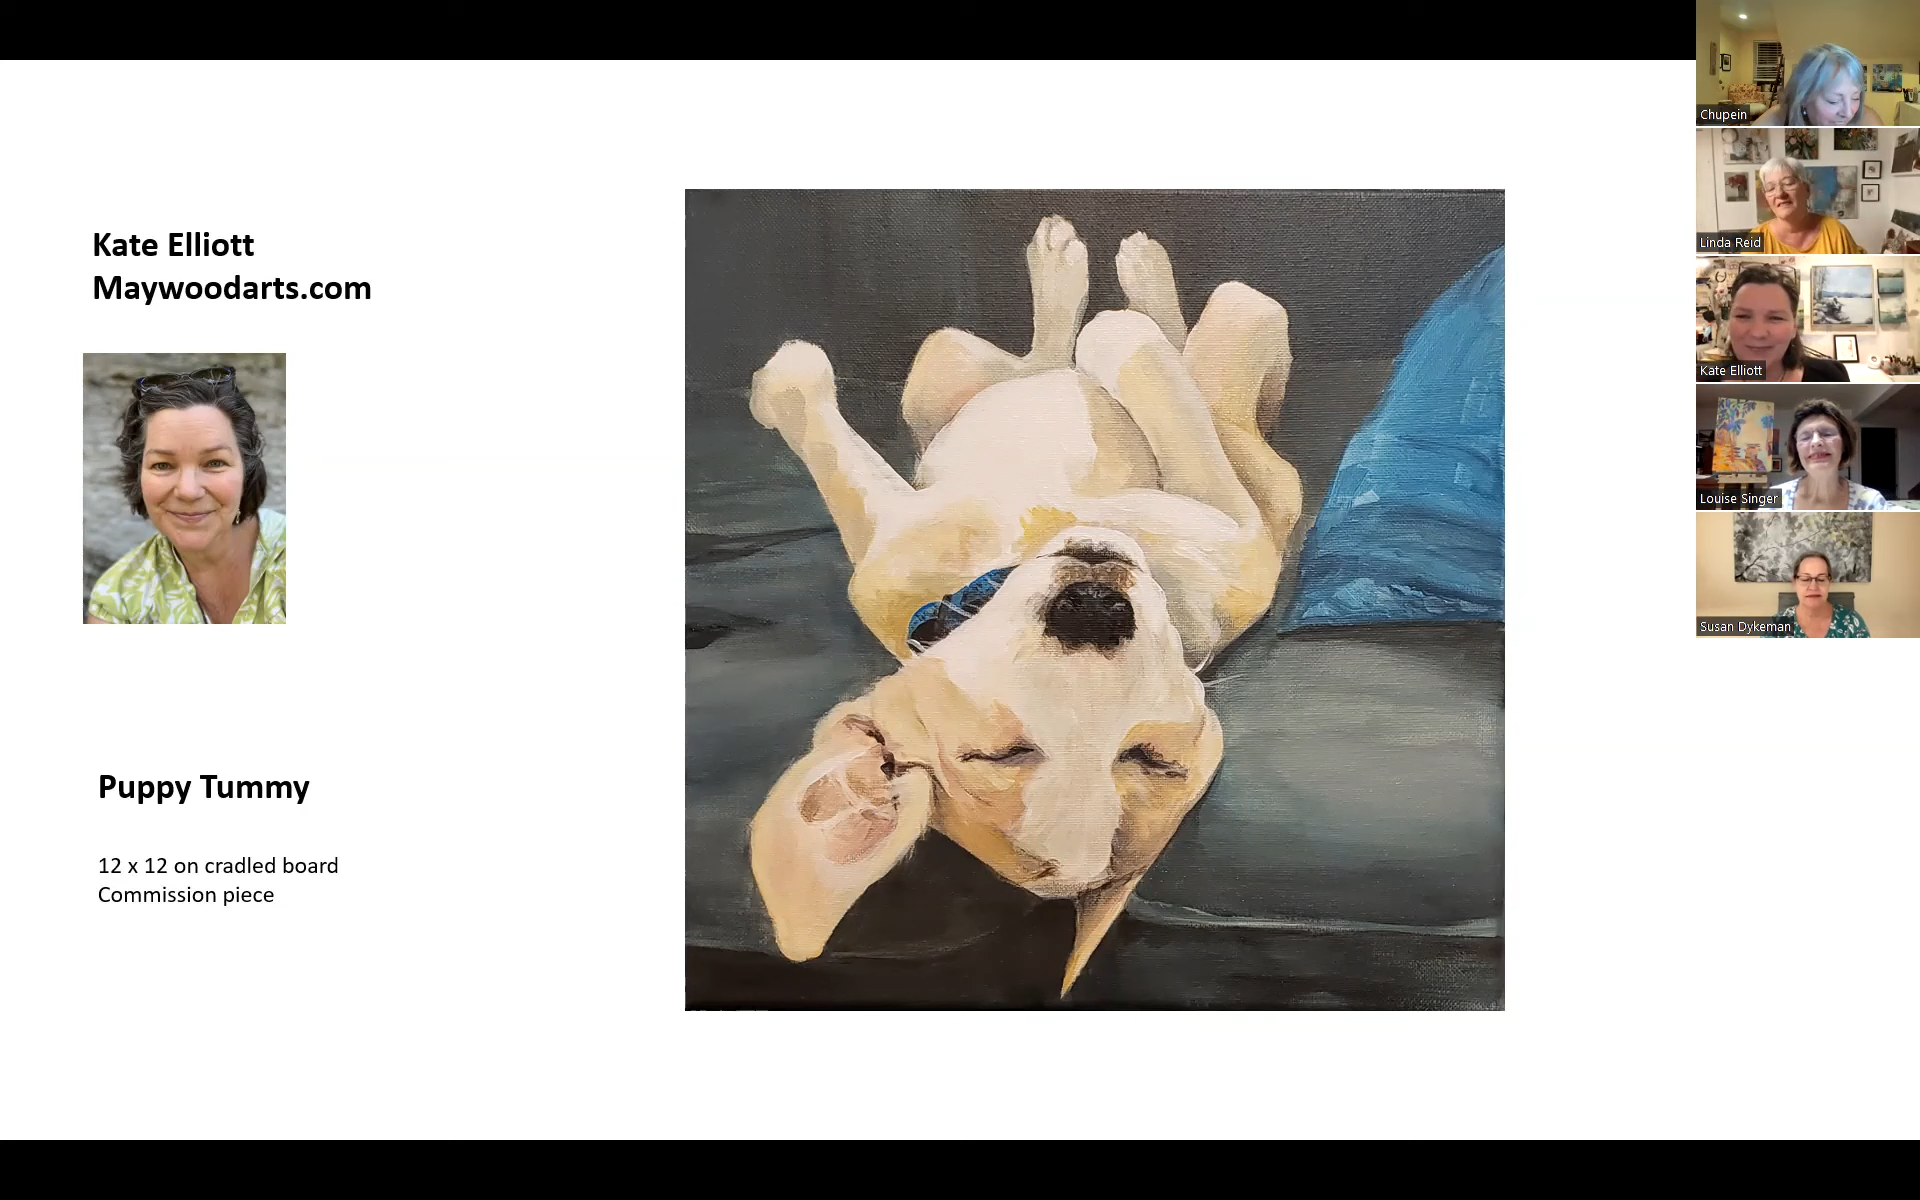 Kate Elliott
Maywoodarts.com
Puppy Tummy
12 x 12 on cradled board
Commission piece
Chupein
Linda Reid
Kate Elliott
Louise Singer
Susan Dykeman